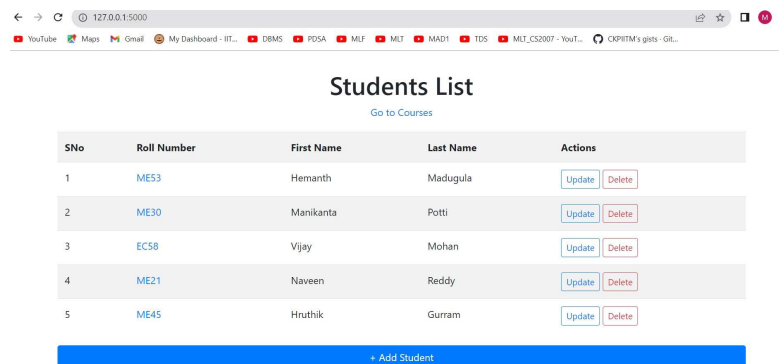 127.0.0.1:5000
M
YouTube Maps Gmail My Dashboard - IIT... DBMS PDSA MLF MLT MAD1 TDS MLT_CS2007 - YouT... CKPIITM's gists · Git...
Students List
Go to Courses
SNo Roll Number First Name Last Name Actions
1 ME53 Hemanth Madugula Update Delete
2 ME30 Manikanta Potti Update Delete
3 EC58 Vijay Mohan Update Delete
4 ME21 Naveen Reddy Update Delete
5 ME45 Hruthik Gurram Update Delete
+ Add Student